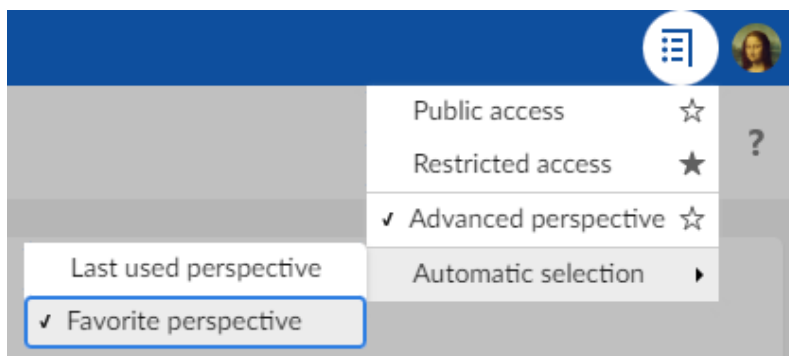 Public access ☆
Restricted access ★
?
✓ Advanced perspective ☆
Automatic selection ▸
Last used perspective
✓ Favorite perspective